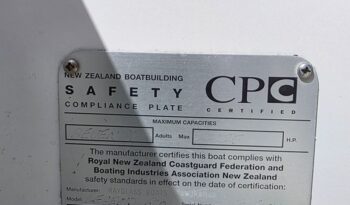 NEW ZEALAND BOATBUILDING
SAFETY
COMPLIANCE PLATE
CPC
CERTIFIED
MAXIMUM CAPACITIES
Adults Max
H.P.
The manufacturer certifies this boat complies with
Royal New Zealand Coastguard Federation and
Boating Industries Association New Zealand
safety standards in effect on the date of certification:
Manufacturer: